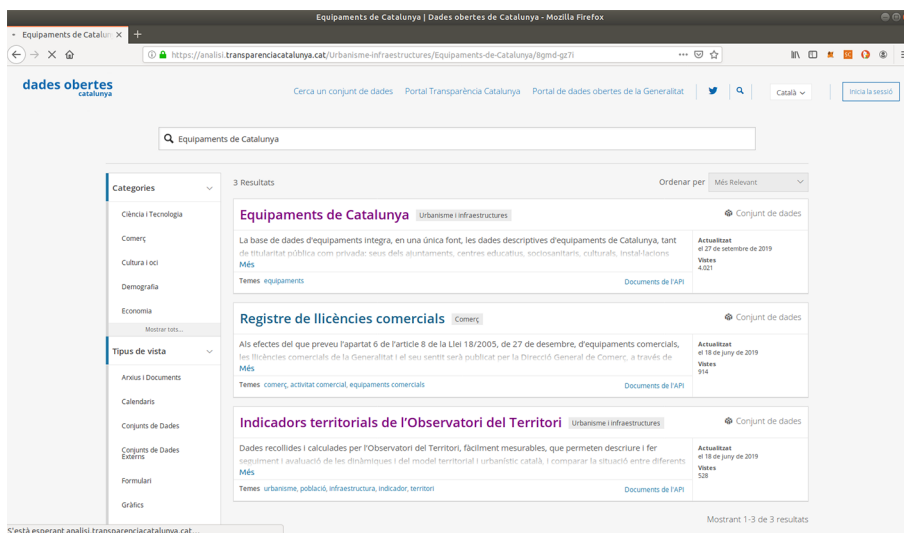 Equipaments de Catalunya | Dades obertes de Catalunya - Mozilla Firefox
Equipaments de Catalun
https://analisi.transparenciacatalunya.cat/Urbanisme-infraestructures/Equipaments-de-Catalunya/8gmd-gz7i
dades obertes
catalunya
Cerca un conjunt de dades Portal Transparència Catalunya Portal de dades obertes de la Generalitat
Català
Inicia la sessió
Equipaments de Catalunya
Categories
Ciència i Tecnologia
Comerç
Cultura i oci
Demografia
Economia
Mostrar tots...
Tipus de vista
Arxius i Documents
Calendaris
Conjunts de Dades
Conjunts de Dades
Externs
Formulari
Gràfics
3 Resultats
Ordenar per Més Rellevant
Equipaments de Catalunya Urbanisme i infraestructures
Conjunt de dades
La base de dades d'equipaments integra, en una única font, les dades descriptives d'equipaments de Catalunya, tant
de titularitat pública com privada: seus dels ajuntaments, centres educatius, sociosanitaris, culturals, instal·lacions
Més
Temes equipaments
Documents de l'API
Actualitzat
el 27 de setembre de 2019
Vistes
4.021
Registre de llicències comercials Comerç
Conjunt de dades
Als efectes del que preveu l'apartat 6 de l'article 8 de la Llei 18/2005, de 27 de desembre, d'equipaments comercials,
les llicències comercials de la Generalitat i el seu sentit serà publicat per la Direcció General de Comerç, a través de
Més
Temes comerç, activitat comercial, equipaments comercials
Documents de l'API
Actualitzat
el 18 de juny de 2019
Vistes
914
Indicadors territorials de l'Observatori del Territori Urbanisme i infraestructures
Conjunt de dades
Dades recollides i calculades per l'Observatori del Territori, fàcilment mesurables, que permeten descriure i fer
seguiment i avaluació de les dinàmiques i del model territorial i urbanístic català, i comparar la situació entre diferents
Més
Temes urbanisme, població, infraestructura, indicador, territori
Documents de l'API
Actualitzat
el 18 de juny de 2019
Vistes
528
Mostrant 1-3 de 3 resultats
S'està esperant analisi.transparenciacatalunya.cat...